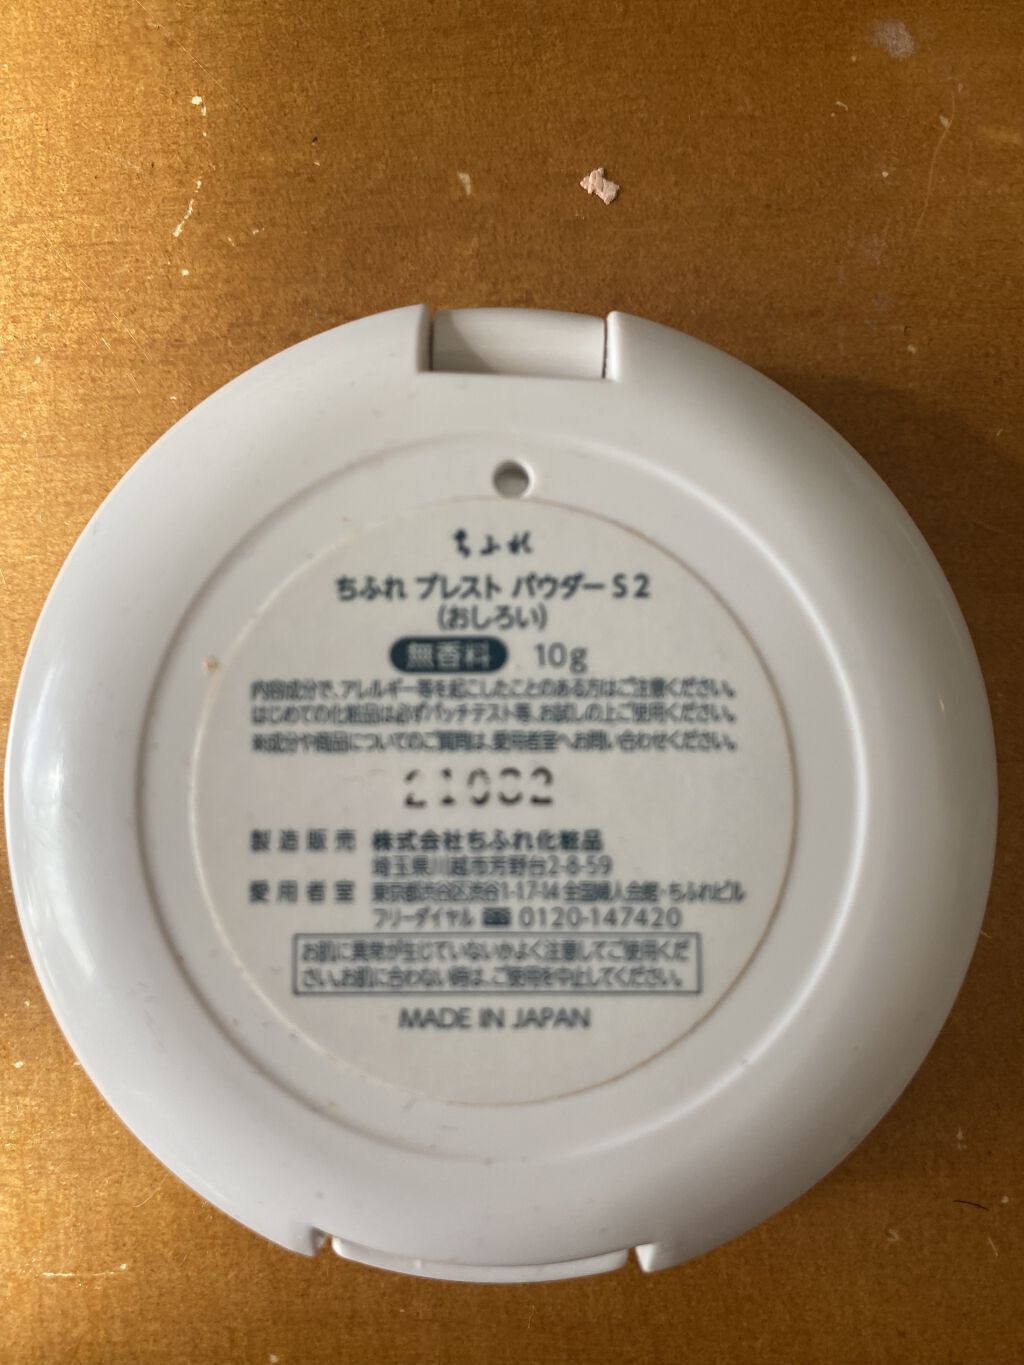 ちふれ
ちふれ プレスト パウダー S 2
(おしろい)
無香料 10g
内容成分で、アレルギー等を起こしたことのある方はご注意ください。
はじめての化粧品は必ずパッチテスト等、お試しの上ご使用ください。
※成分や商品についてのご質問は、愛用者室へお問い合わせください。
製造販売 株式会社ちふれ化粧品
埼玉県川越市芳野台2-8-59
愛用者室 東京都渋谷区渋谷1-17-14 全国婦人会館・ちふれビル
フリーダイヤル 0120-147420
お肌に異常が生じていないかよく注意してご使用くだ
さい。お肌に合わない時は、ご使用を中止してください。
MADE IN JAPAN